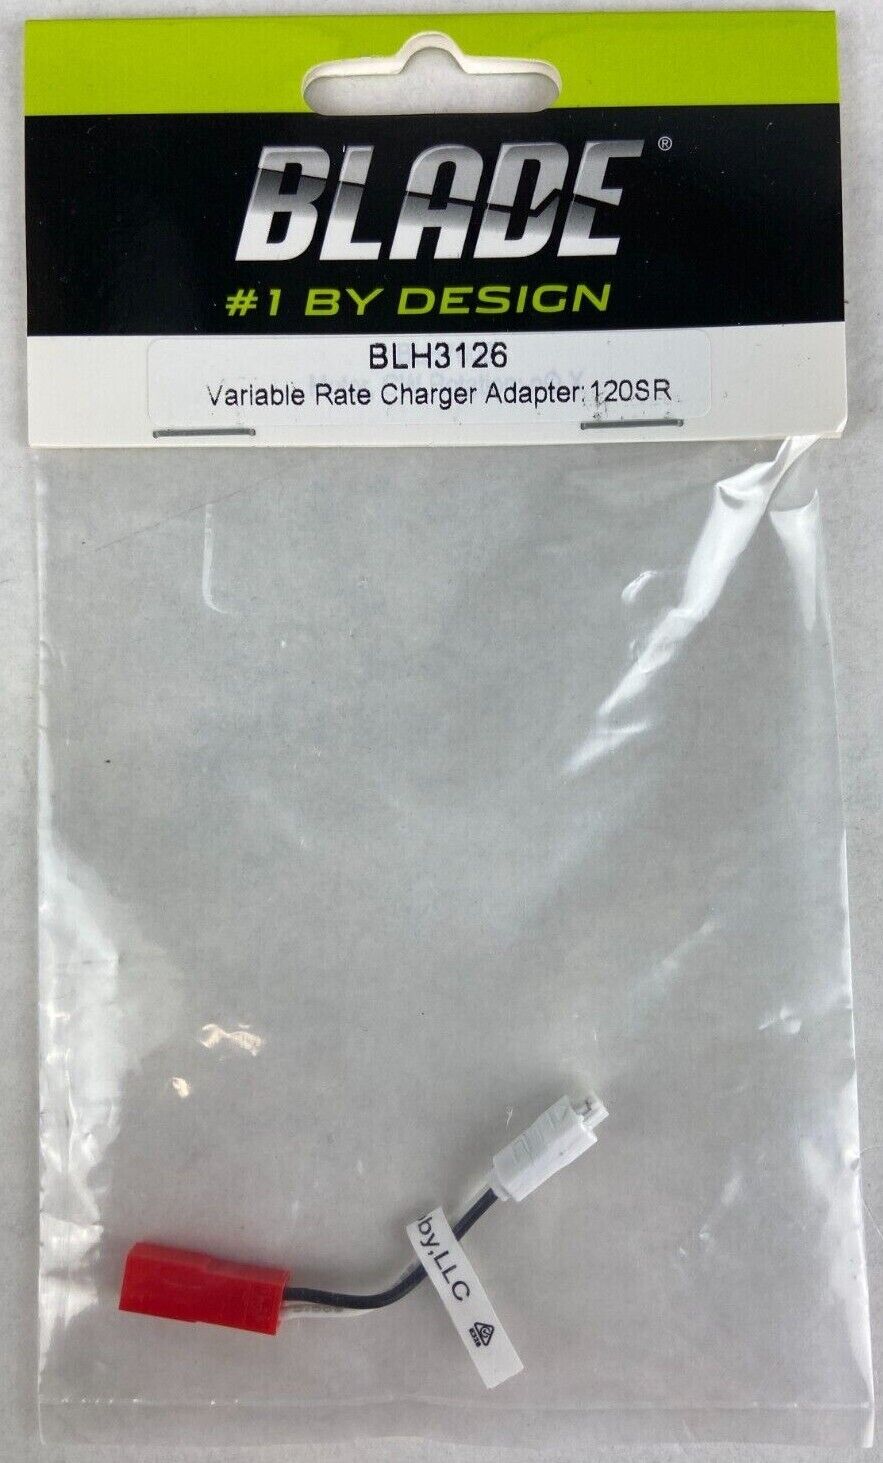 BLADE®
#1 BY DESIGN
BLH3126
Variable Rate Charger Adapter:120SR
by,LLC